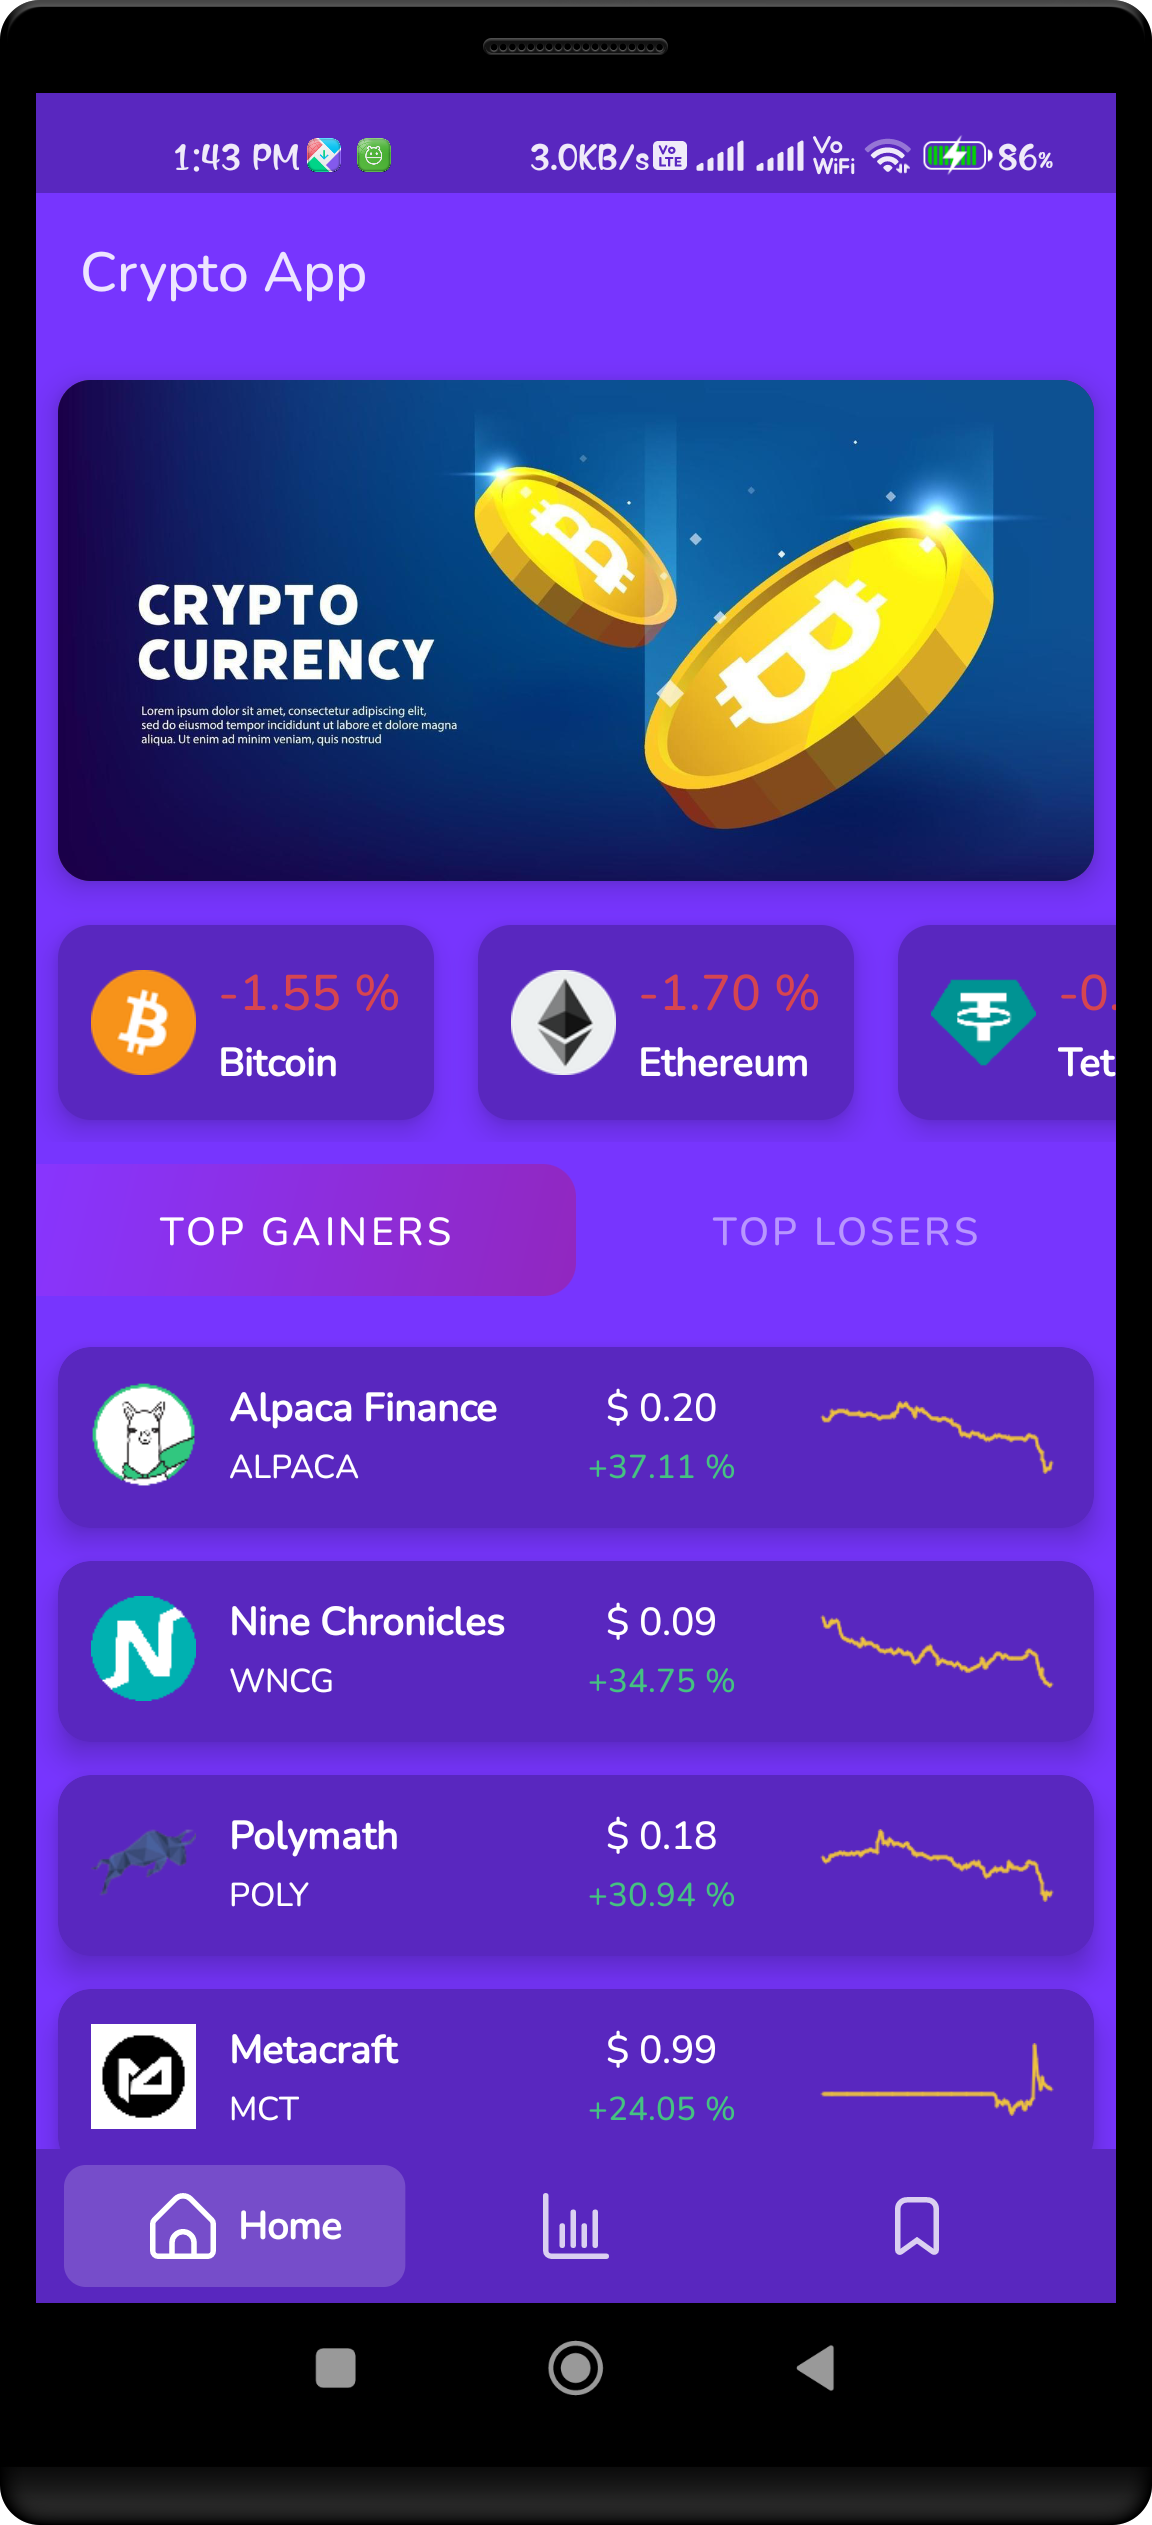 1:43 PM
3.0KB/s Vo LTE Vo WiFi 86%
Crypto App
CRYPTO
CURRENCY
Lorem ipsum dolor sit amet, consectetur adipiscing elit,
sed do eiusmod tempor incididunt ut labore et dolore magna
aliqua. Ut enim ad minim veniam, quis nostrud
-1.55 %
Bitcoin
-1.70 %
Ethereum
-0.
Tet
TOP GAINERS
TOP LOSERS
Alpaca Finance
ALPACA
$ 0.20
+37.11 %
Nine Chronicles
WNCG
$ 0.09
+34.75 %
Polymath
POLY
$ 0.18
+30.94 %
Metacraft
MCT
$ 0.99
+24.05 %
Home